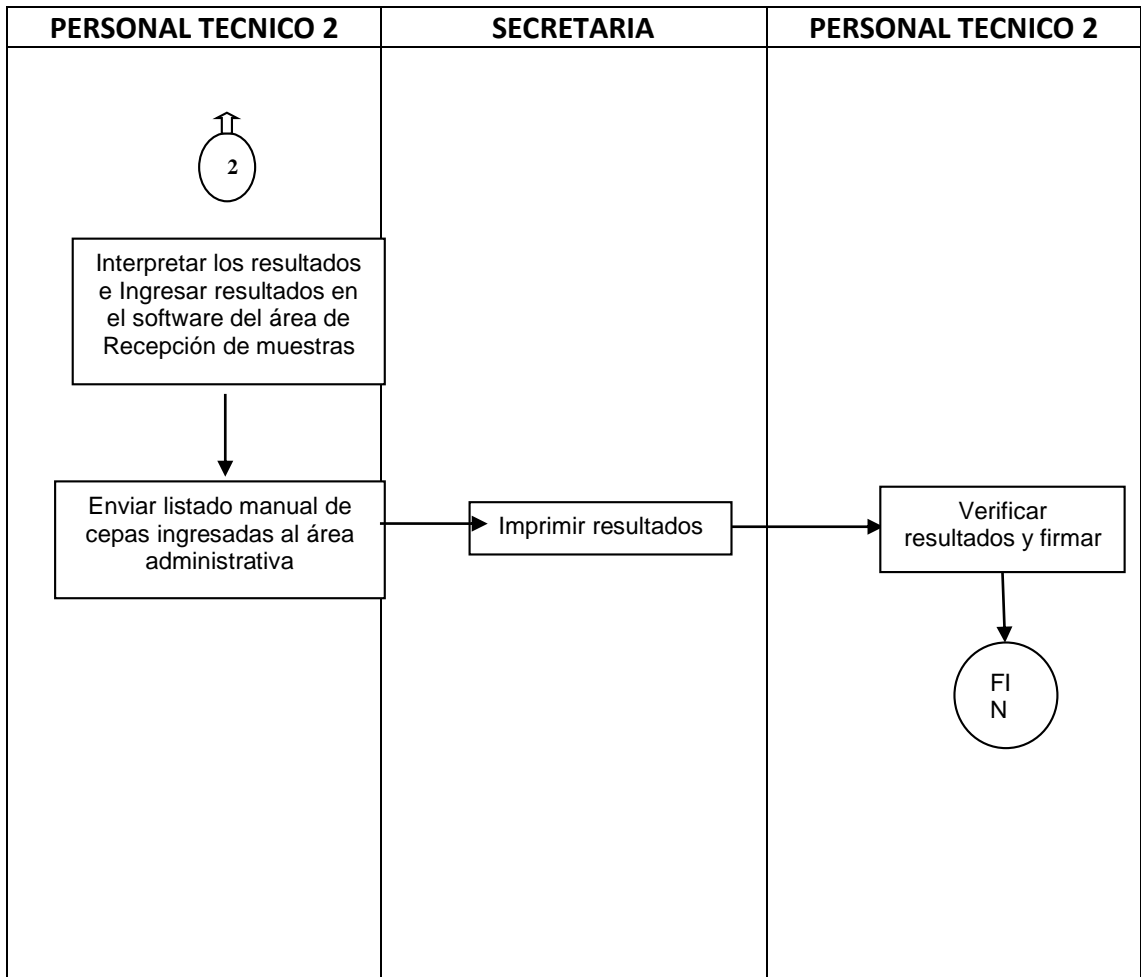 PERSONAL TECNICO 2
SECRETARIA
PERSONAL TECNICO 2
2
Interpretar los resultados
e Ingresar resultados en
el software del área de
Recepción de muestras
Enviar listado manual de
cepas ingresadas al área
administrativa
Imprimir resultados
Verificar
resultados y firmar
FI
N